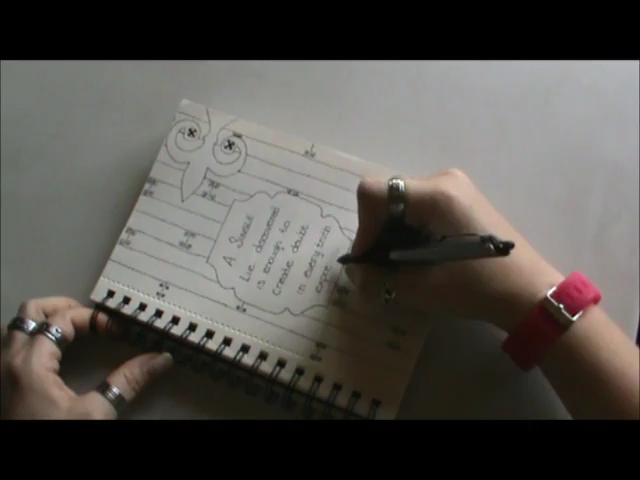 A Single
Lie discovered
is enough to
Create doubt
in every truth